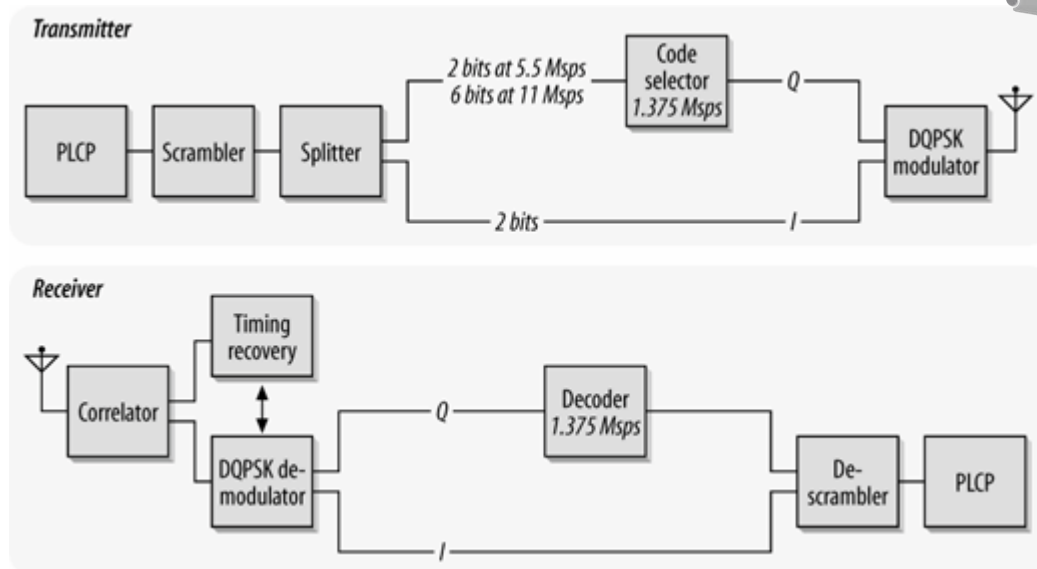 Transmitter
PLCP
Scrambler
Splitter
2 bits at 5.5 Msps
6 bits at 11 Msps
Code
selector
1.375 Msps
Q
2 bits
I
DQPSK
modulator
Receiver
Correlator
Timing
recovery
DQPSK de-
modulator
Q
Decoder
1.375 Msps
I
De-
scrambler
PLCP